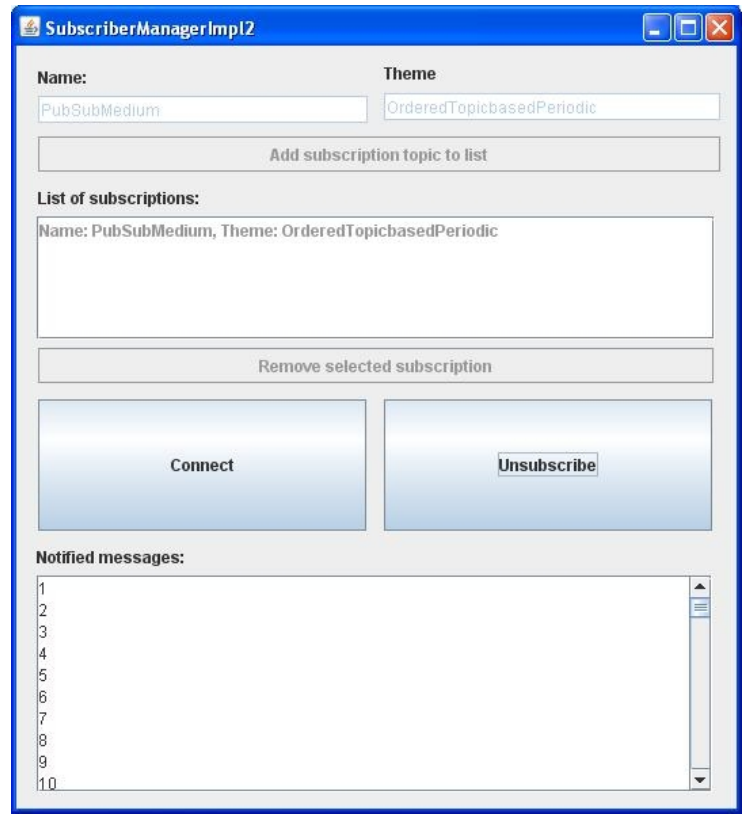 SubscriberManagerImpl2
Name:
Theme
PubSubMedium
OrderedTopicbasedPeriodic
Add subscription topic to list
List of subscriptions:
Name: PubSubMedium, Theme: OrderedTopicbasedPeriodic
Remove selected subscription
Connect
Unsubscribe
Notified messages:
1
2
3
4
5
6
7
8
9
10